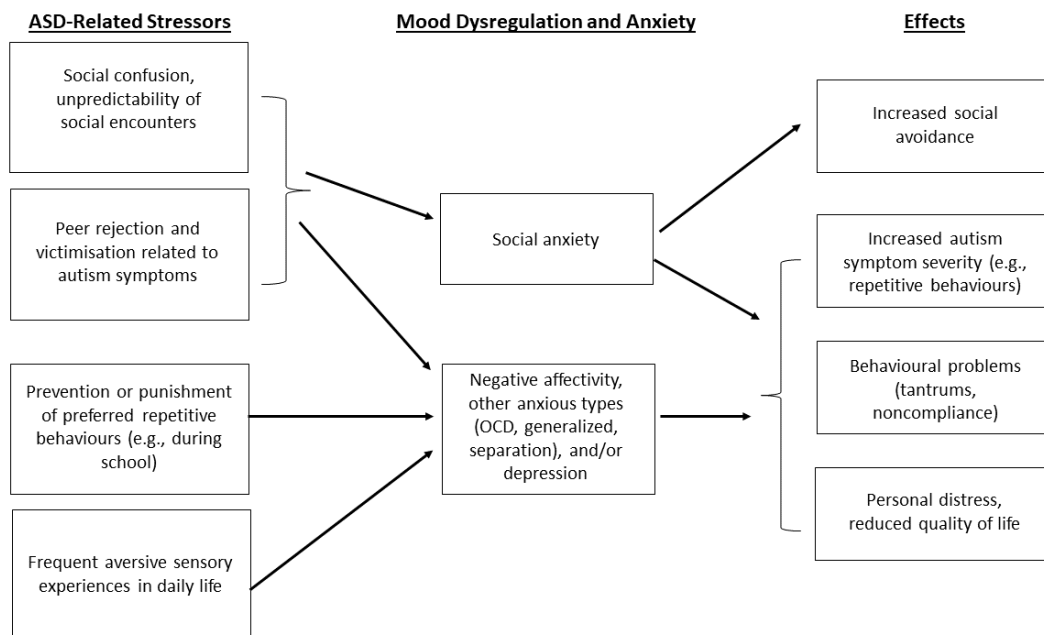 ASD-Related Stressors
Social confusion,
unpredictability of
social encounters
Peer rejection and
victimisation related to
autism symptoms
Prevention or punishment
of preferred repetitive
behaviours (e.g., during
school)
Frequent aversive sensory
experiences in daily life
Mood Dysregulation and Anxiety
Social anxiety
Negative affectivity,
other anxious types
(OCD, generalized,
separation), and/or
depression
Effects
Increased social
avoidance
Increased autism
symptom severity (e.g.,
repetitive behaviours)
Behavioural problems
(tantrums,
noncompliance)
Personal distress,
reduced quality of life